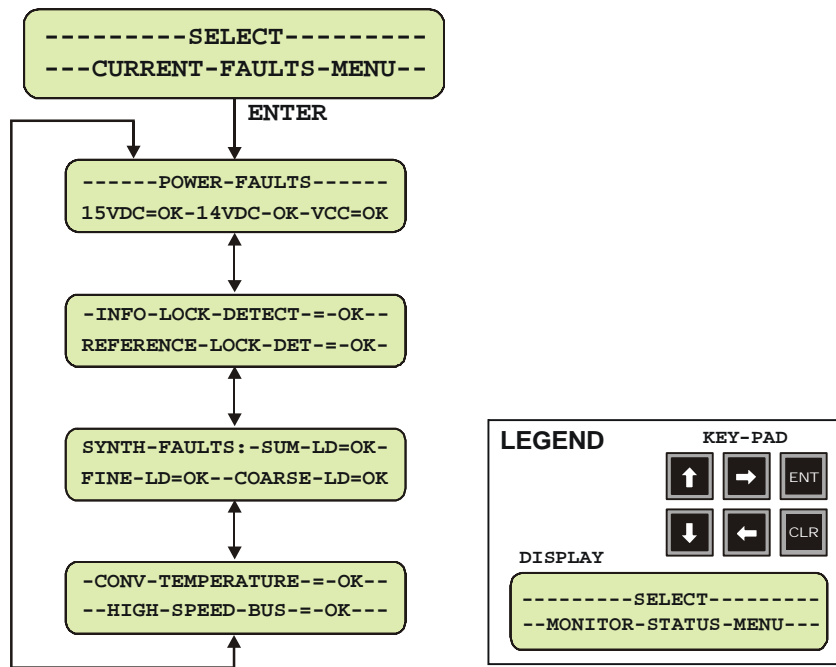 ---------SELECT---------
---CURRENT-FAULTS-MENU--
ENTER
------POWER-FAULTS------
15VDC=OK-14VDC-OK-VCC=OK
-INFO-LOCK-DETECT-=-OK--
REFERENCE-LOCK-DET-=-OK-
SYNTH-FAULTS:-SUM-LD=OK-
FINE-LD=OK--COARSE-LD=OK
-CONV-TEMPERATURE-=-OK--
--HIGH-SPEED-BUS-=-OK---
LEGEND
KEY-PAD
ENT
CLR
DISPLAY
---------SELECT---------
--MONITOR-STATUS-MENU---